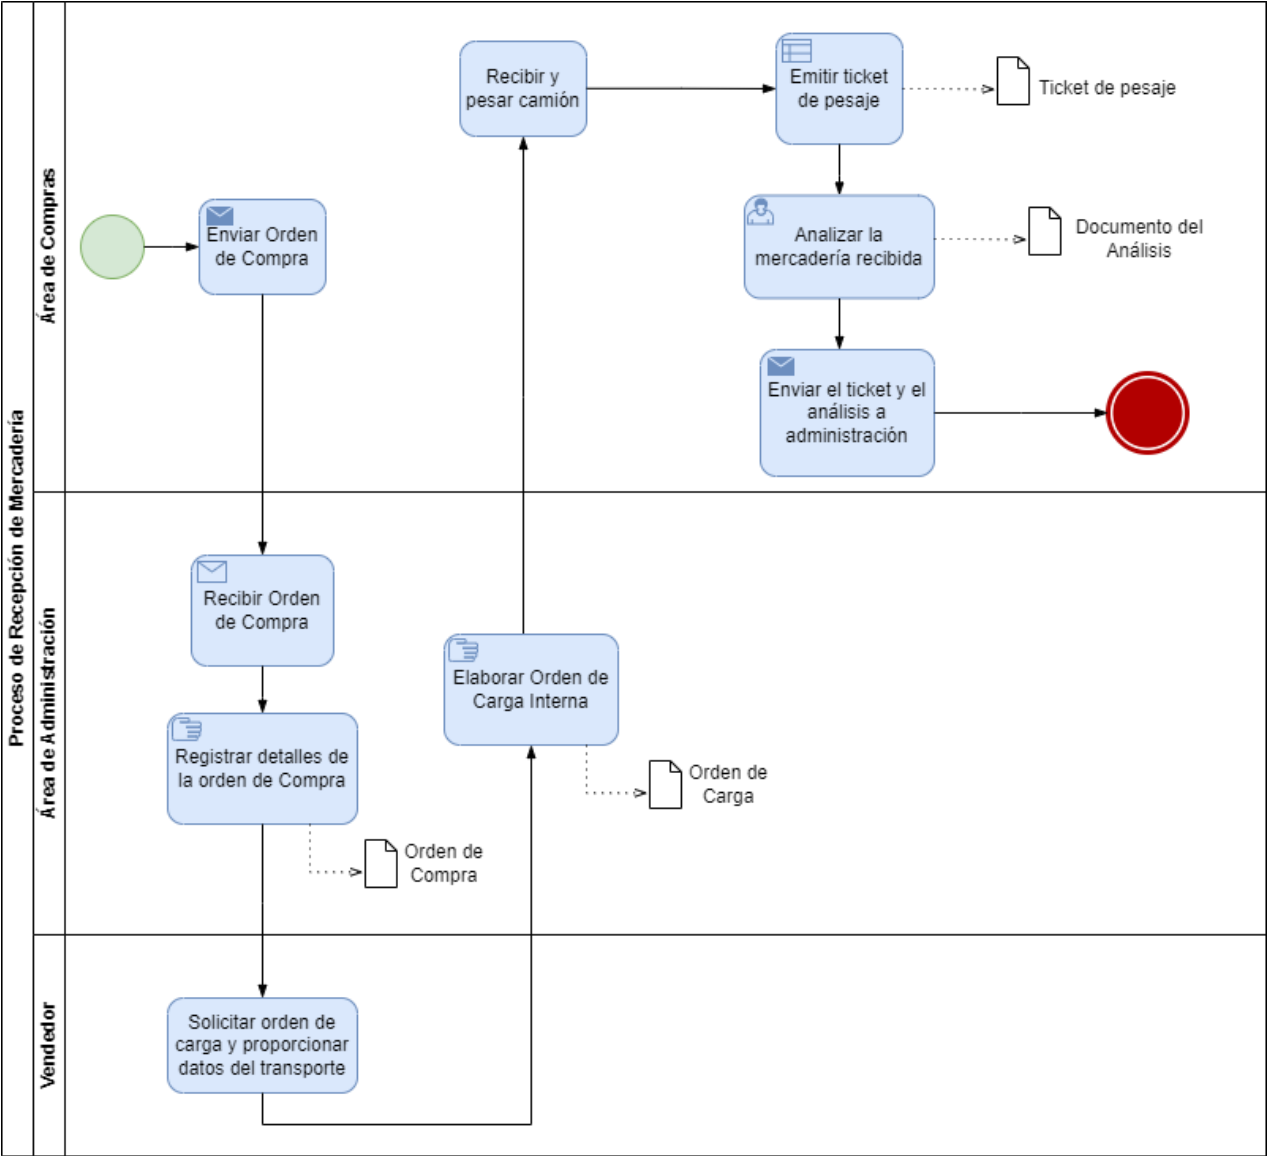 Proceso de Recepción de Mercadería
Área de Compras
Enviar Orden
de Compra
Recibir y
pesar camión
Emitir ticket
de pesaje
Ticket de pesaje
Analizar la
mercadería recibida
Documento del
Análisis
Enviar el ticket y el
análisis a
administración
Área de Administración
Recibir Orden
de Compra
Registrar detalles de
la orden de Compra
Orden de
Compra
Elaborar Orden de
Carga Interna
Orden de
Carga
Vendedor
Solicitar orden de
carga y proporcionar
datos del transporte